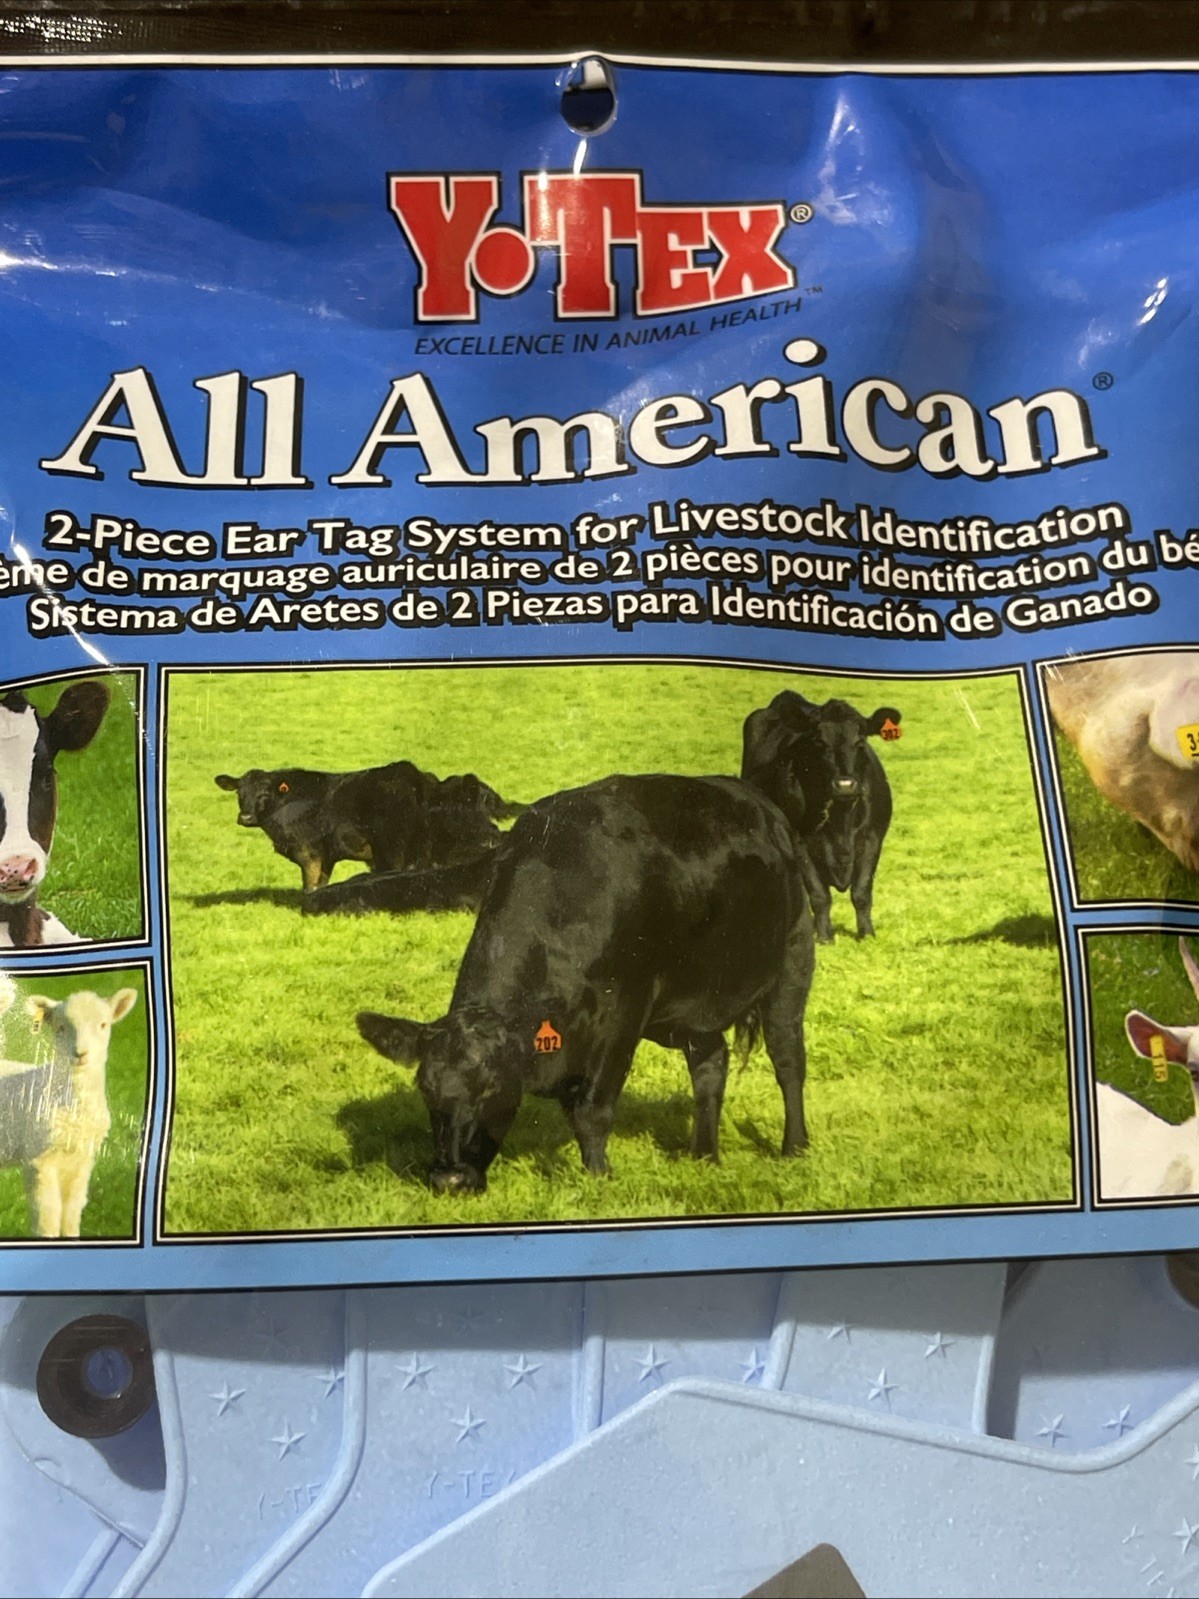 Y·TEX®
EXCELLENCE IN ANIMAL HEALTH™
All American®
2-Piece Ear Tag System for Livestock Identification
de marquage auriculaire de 2 pièces pour identification du
Sistema de Aretes de 2 Piezas para Identificación de Ganado
302
202
Y-TEX